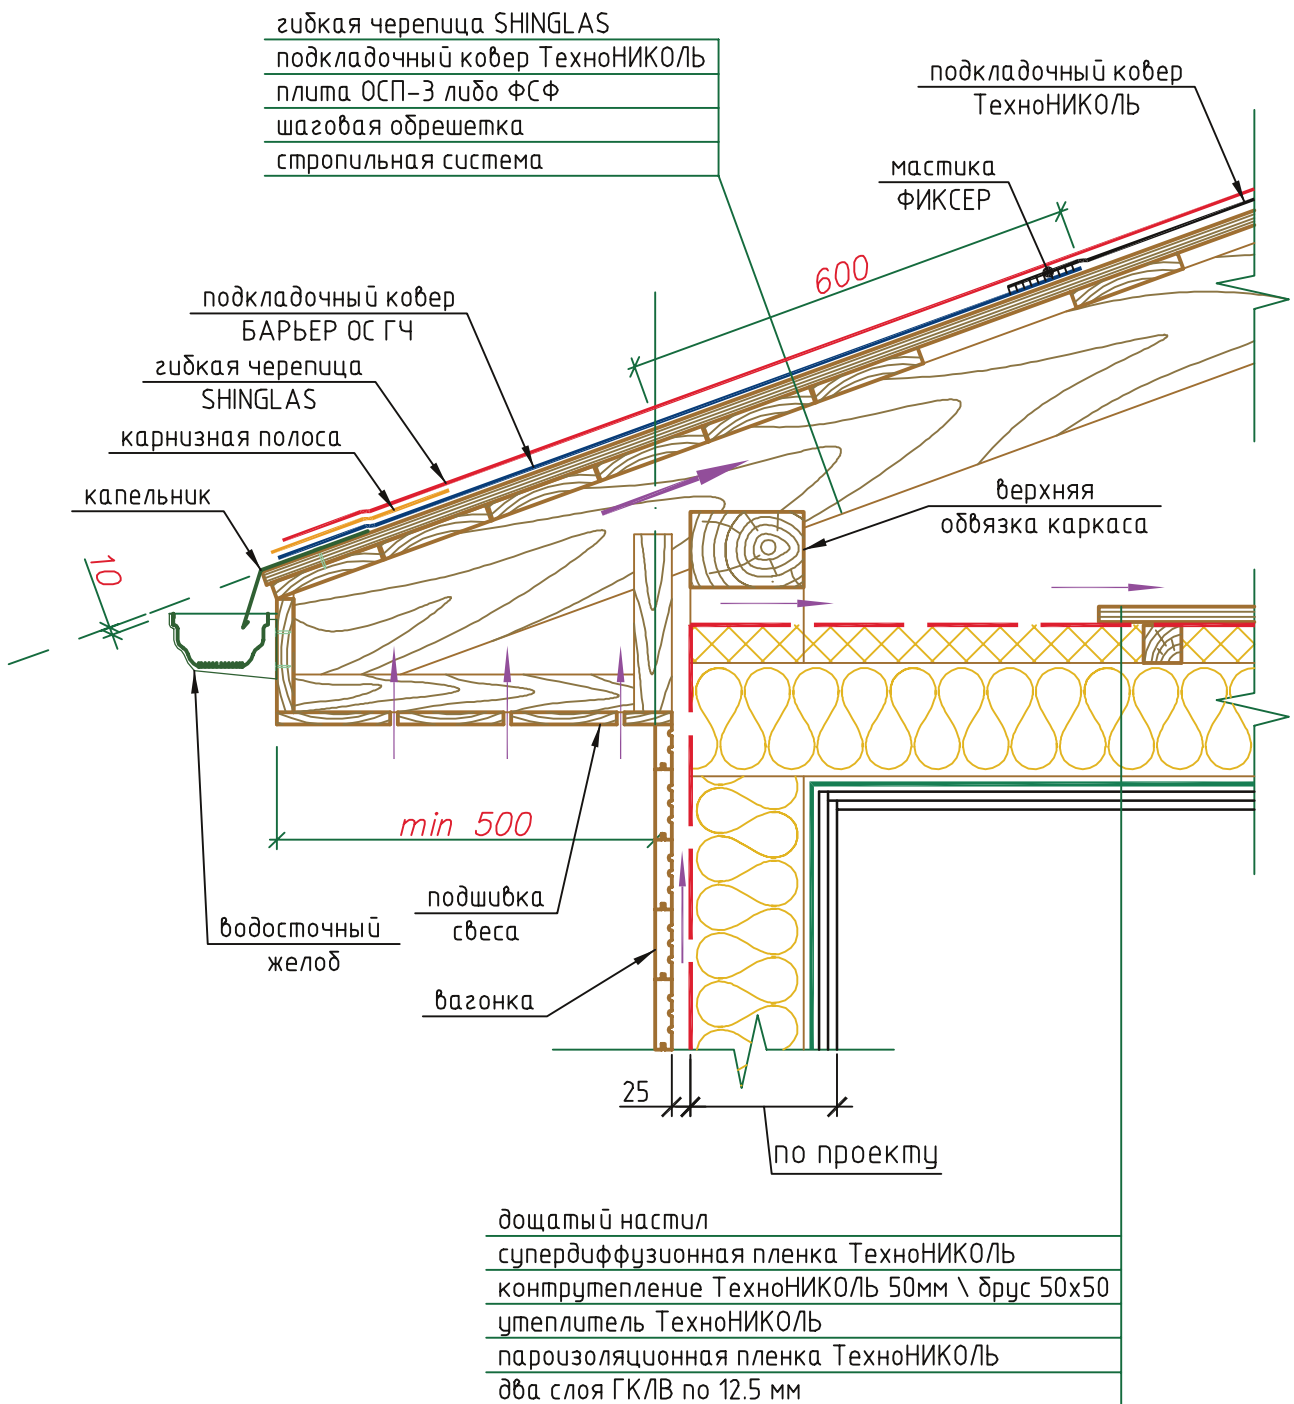 гибкая черепица SHINGLAS
подкладочный ковер ТехноНИКОЛЬ
плита ОСП-3 либо ФСФ
шаговая обрешетка
стропильная система
подкладочный ковер
ТехноНИКОЛЬ
мастика
ФИКСЕР
600
подкладочный ковер
БАРЬЕР ОС ГЧ
гибкая черепица
SHINGLAS
карнизная полоса
капельник
10
верхняя
обвязка каркаса
min 500
подшивка
свеса
водосточный
желоб
вагонка
25
по проекту
дощатый настил
супердиффузионная пленка ТехноНИКОЛЬ
контрутепление ТехноНИКОЛЬ 50мм \ брус 50х50
утеплитель ТехноНИКОЛЬ
пароизоляционная пленка ТехноНИКОЛЬ
два слоя ГКЛВ по 12.5 мм